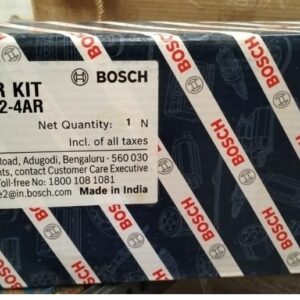 BOSCH
R KIT
2-4AR
Net Quantity: 1 N
Incl. of all taxes
Road, Adugodi, Bengaluru - 560 030
nts, contact Customer Care Executive
Toll-free No: 1800 108 1081
e2@in.bosch.com Made in India
BOSCH
BOSCH
BOSCH
BOSCH
BOSCH
BOSCH